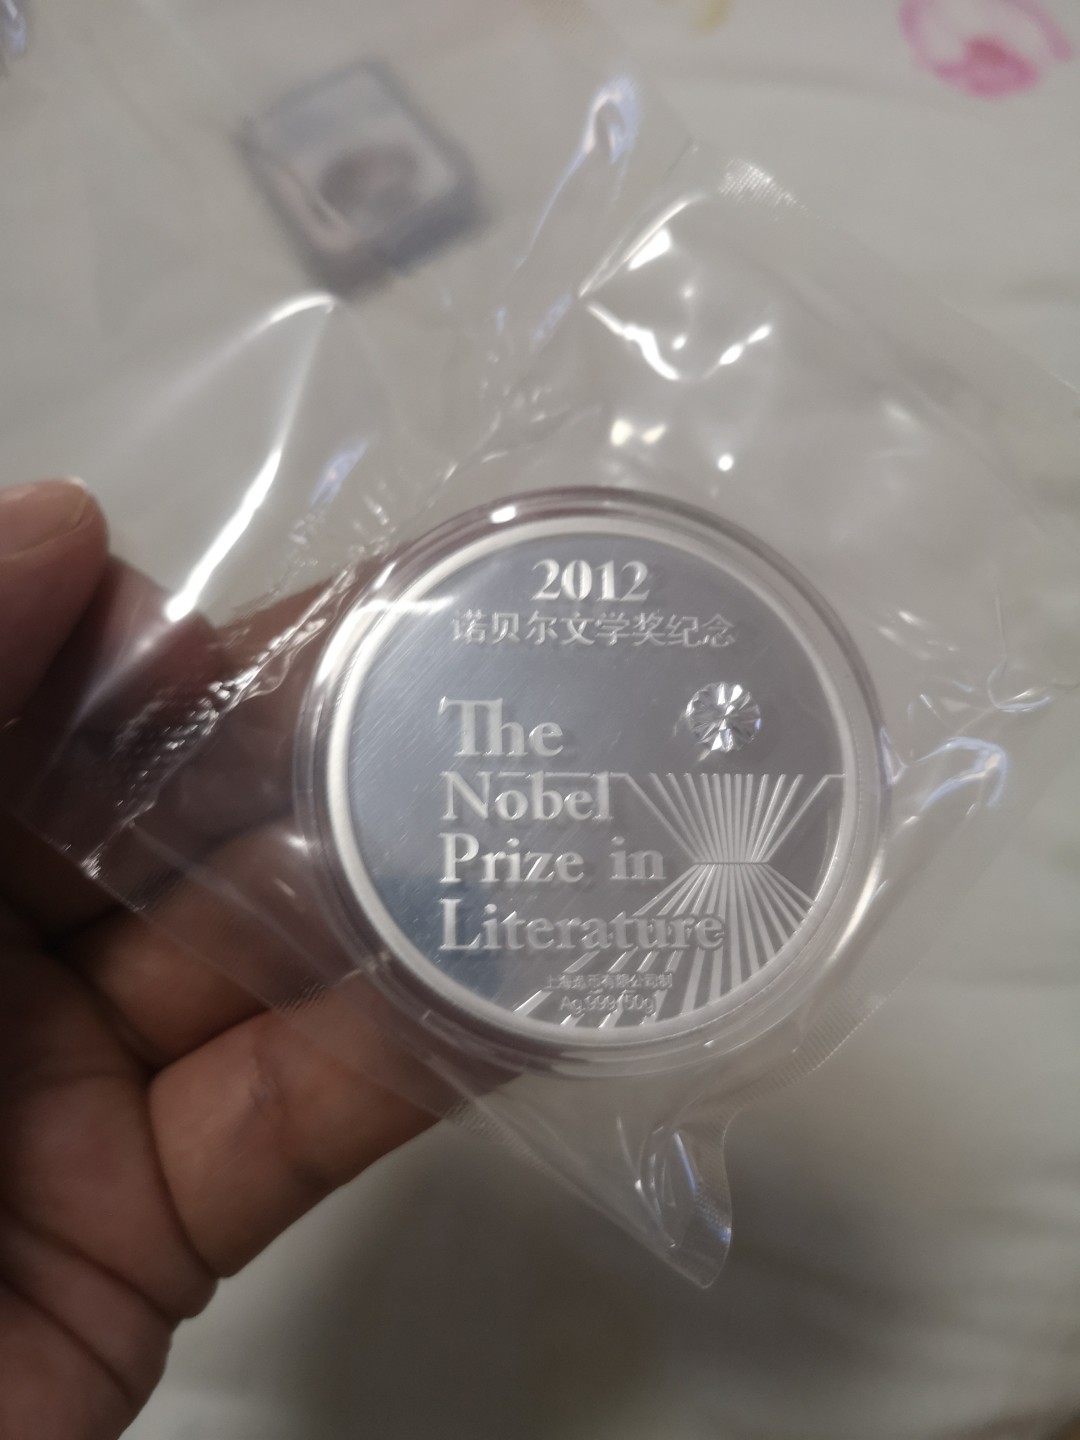 2012
诺贝尔文学奖纪念
The
Nobel
Prize in
Literature
上海造币有限公司制
Ag.999 50g